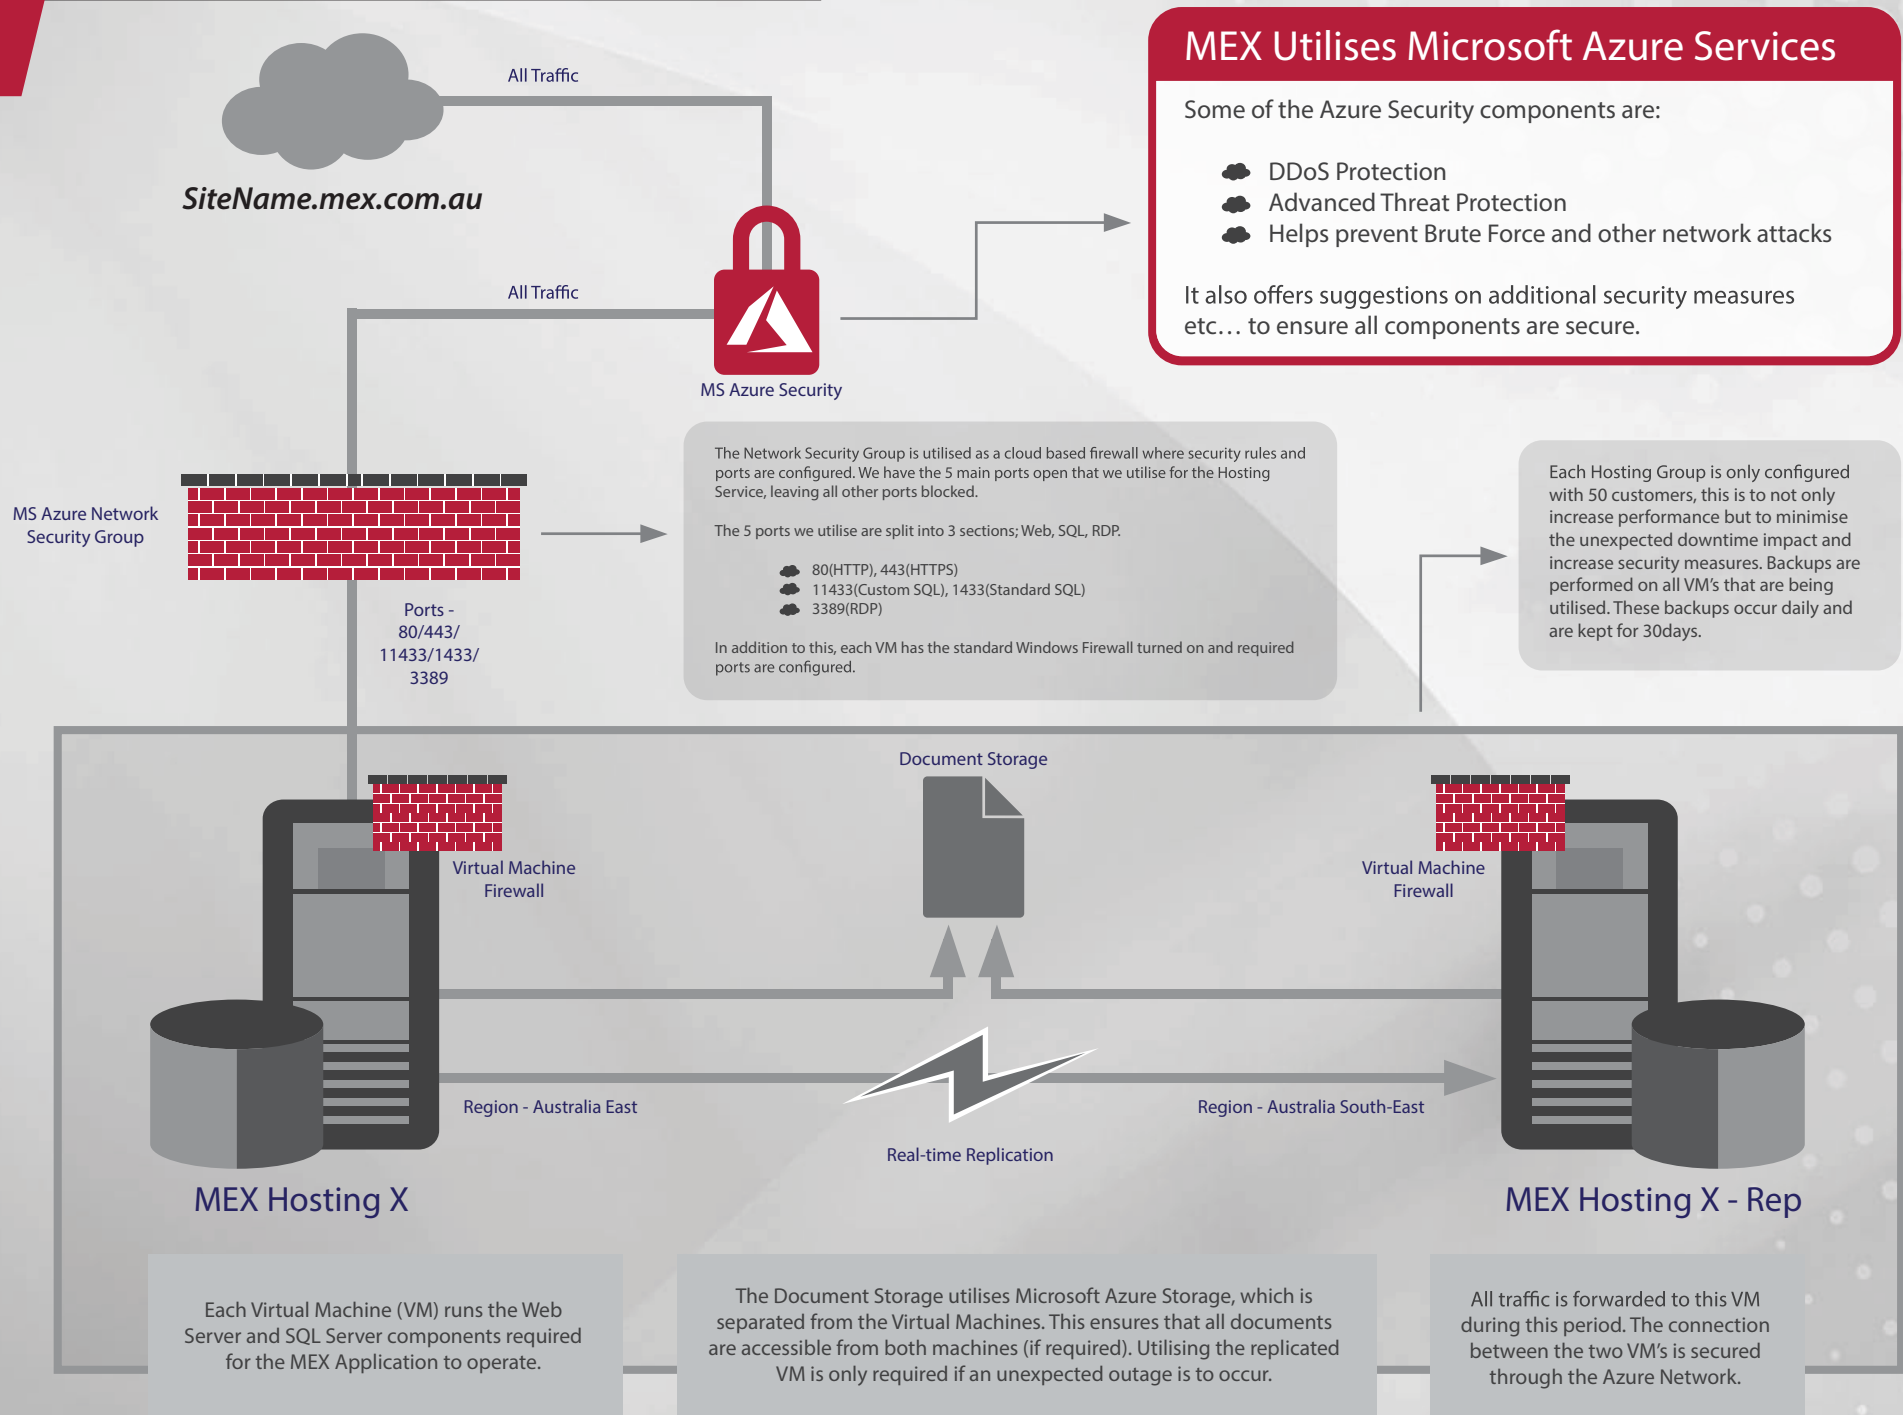 All Traffic
SiteName.mex.com.au
MEX Utilises Microsoft Azure Services
Some of the Azure Security components are:
DDoS Protection
Advanced Threat Protection
Helps prevent Brute Force and other network attacks
It also offers suggestions on additional security measures
etc… to ensure all components are secure.
All Traffic
MS Azure Security
MS Azure Network
Security Group
The Network Security Group is utilised as a cloud based firewall where security rules and
ports are configured. We have the 5 main ports open that we utilise for the Hosting
Service, leaving all other ports blocked.
The 5 ports we utilise are split into 3 sections; Web, SQL, RDP.
80(HTTP), 443(HTTPS)
11433(Custom SQL), 1433(Standard SQL)
3389(RDP)
In addition to this, each VM has the standard Windows Firewall turned on and required
ports are configured.
Each Hosting Group is only configured
with 50 customers, this is to not only
increase performance but to minimise
the unexpected downtime impact and
increase security measures. Backups are
performed on all VM's that are being
utilised. These backups occur daily and
are kept for 30days.
Ports -
80/443/
11433/1433/
3389
Document Storage
Virtual Machine
Firewall
Virtual Machine
Firewall
Region - Australia East
Region - Australia South-East
Real-time Replication
MEX Hosting X
MEX Hosting X - Rep
Each Virtual Machine (VM) runs the Web
Server and SQL Server components required
for the MEX Application to operate.
The Document Storage utilises Microsoft Azure Storage, which is
separated from the Virtual Machines. This ensures that all documents
are accessible from both machines (if required). Utilising the replicated
VM is only required if an unexpected outage is to occur.
All traffic is forwarded to this VM
during this period. The connection
between the two VM's is secured
through the Azure Network.